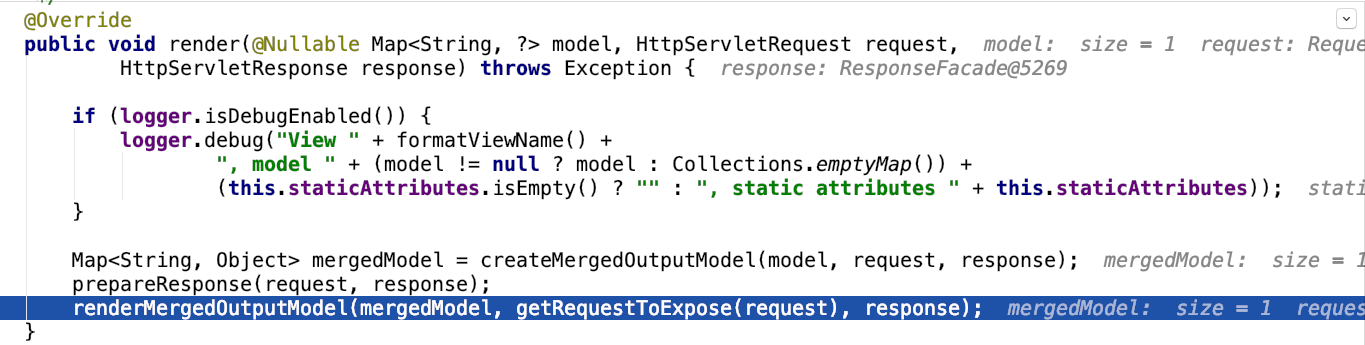 */
@Override
public void render(@Nullable Map<String, ?> model, HttpServletRequest request, model: size = 1 request: Reque
HttpServletResponse response) throws Exception { response: ResponseFacade@5269
if (logger.isDebugEnabled()) {
logger.debug("View " + formatViewName() +
", model " + (model != null ? model : Collections.emptyMap()) +
(this.staticAttributes.isEmpty() ? "" : ", static attributes " + this.staticAttributes)); stati
}
Map<String, Object> mergedModel = createMergedOutputModel(model, request, response); mergedModel: size = 1
prepareResponse(request, response);
renderMergedOutputModel(mergedModel, getRequestToExpose(request), response); mergedModel: size = 1 reques
}